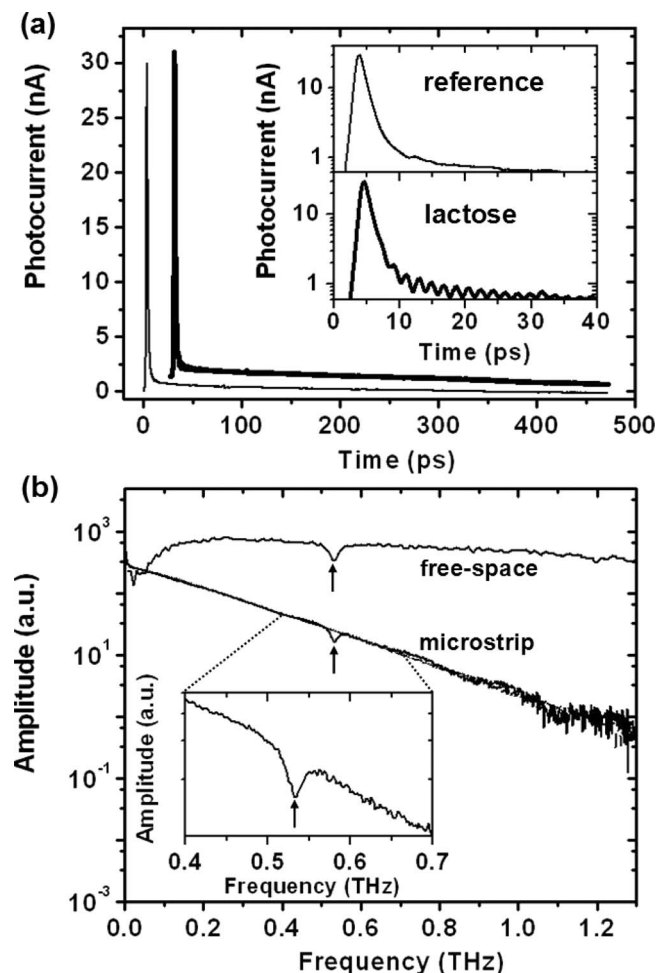 (a)
Photocurrent (nA)
30
25
20
15
10
5
0
0
100
200
300
400
500
Time (ps)
Photocurrent (nA)
10
1
reference
10
1
lactose
0
10
20
30
40
Time (ps)
(b)
Amplitude (a.u.)
10³
10¹
10⁻¹
10⁻³
free-space
microstrip
Amplitude (a.u.)
0.4
0.5
0.6
0.7
Frequency (THz)
0.0
0.2
0.4
0.6
0.8
1.0
1.2
Frequency (THz)